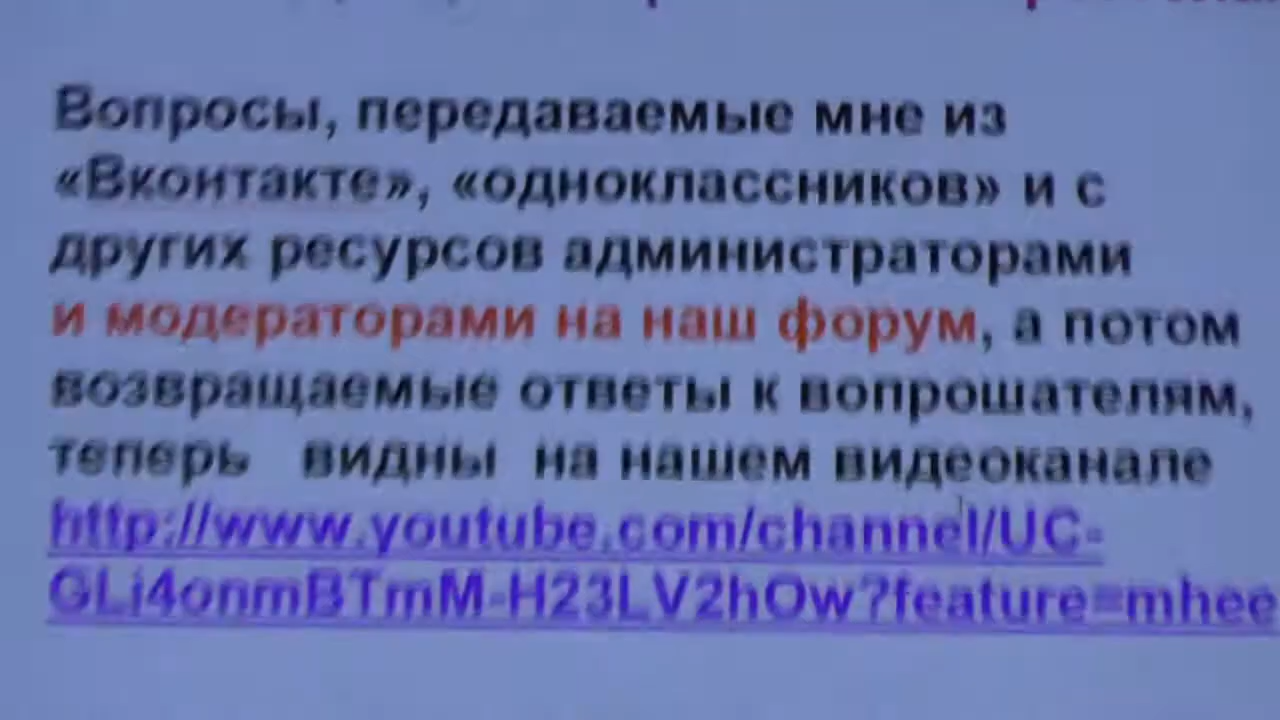 Вопросы, передаваемые мне из
«Вконтакте», «одноклассников» и с
других ресурсов администраторами
и модераторами на наш форум, а потом
возвращаемые ответы к вопрошателям,
теперь видны на нашем видеоканале
http://www.youtube.com/channel/UC-
GLi4onmBTmM-H23LV2hOw?feature=mhee